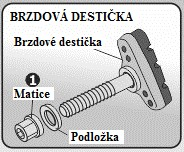 BRZDOVÁ DESTIČKA
Brzdové destička
1
Matice
Podložka